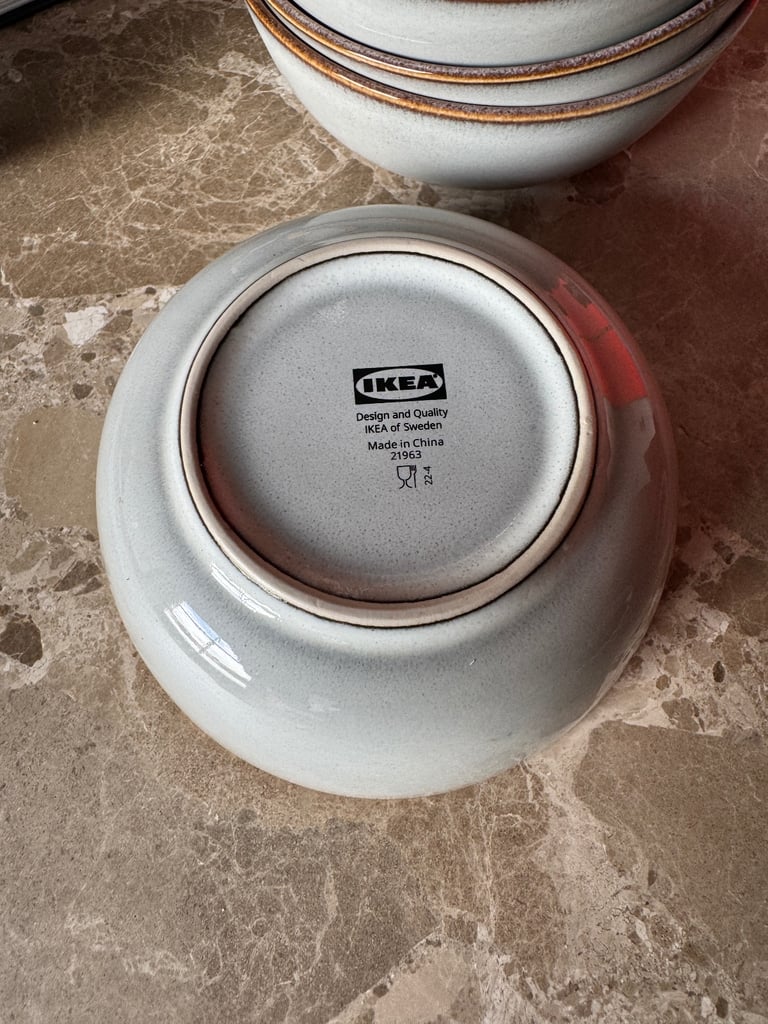 IKEA
Design and Quality
IKEA of Sweden
Made in China
21963
22-4